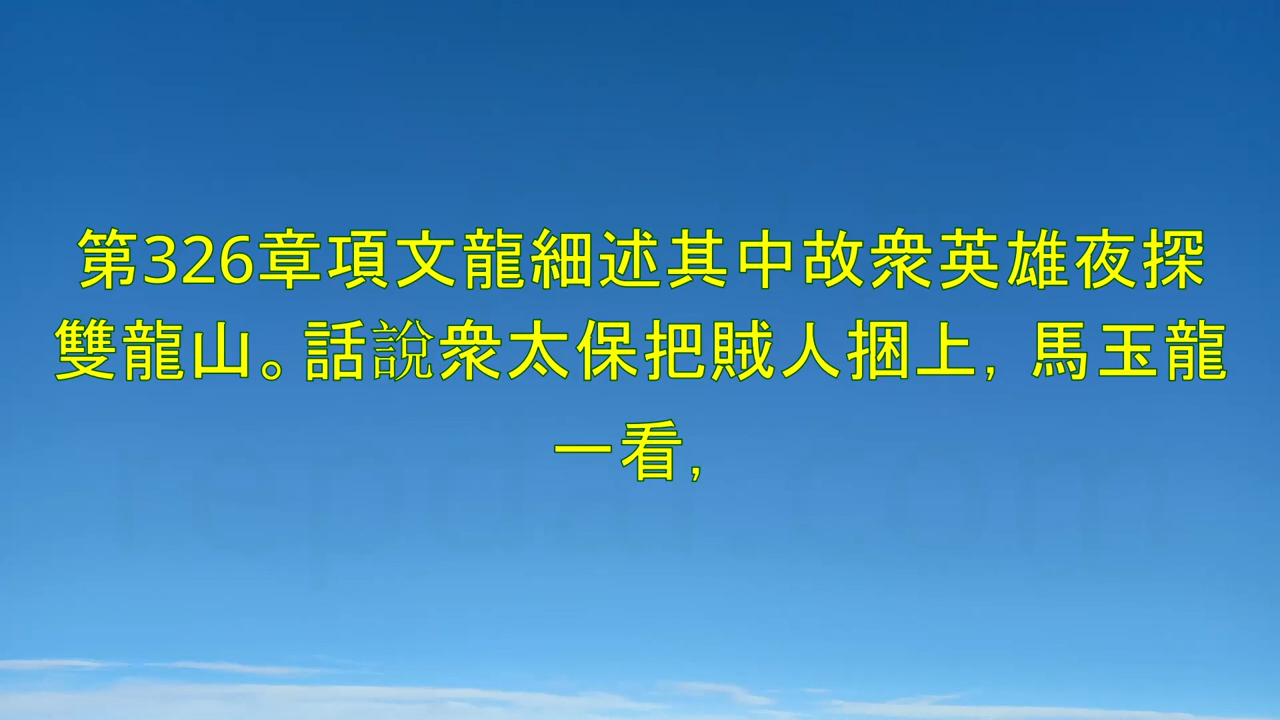 第326章項文龍細述其中故衆英雄夜探
雙龍山。話說衆太保把賊人捆上，馬玉龍
一看，